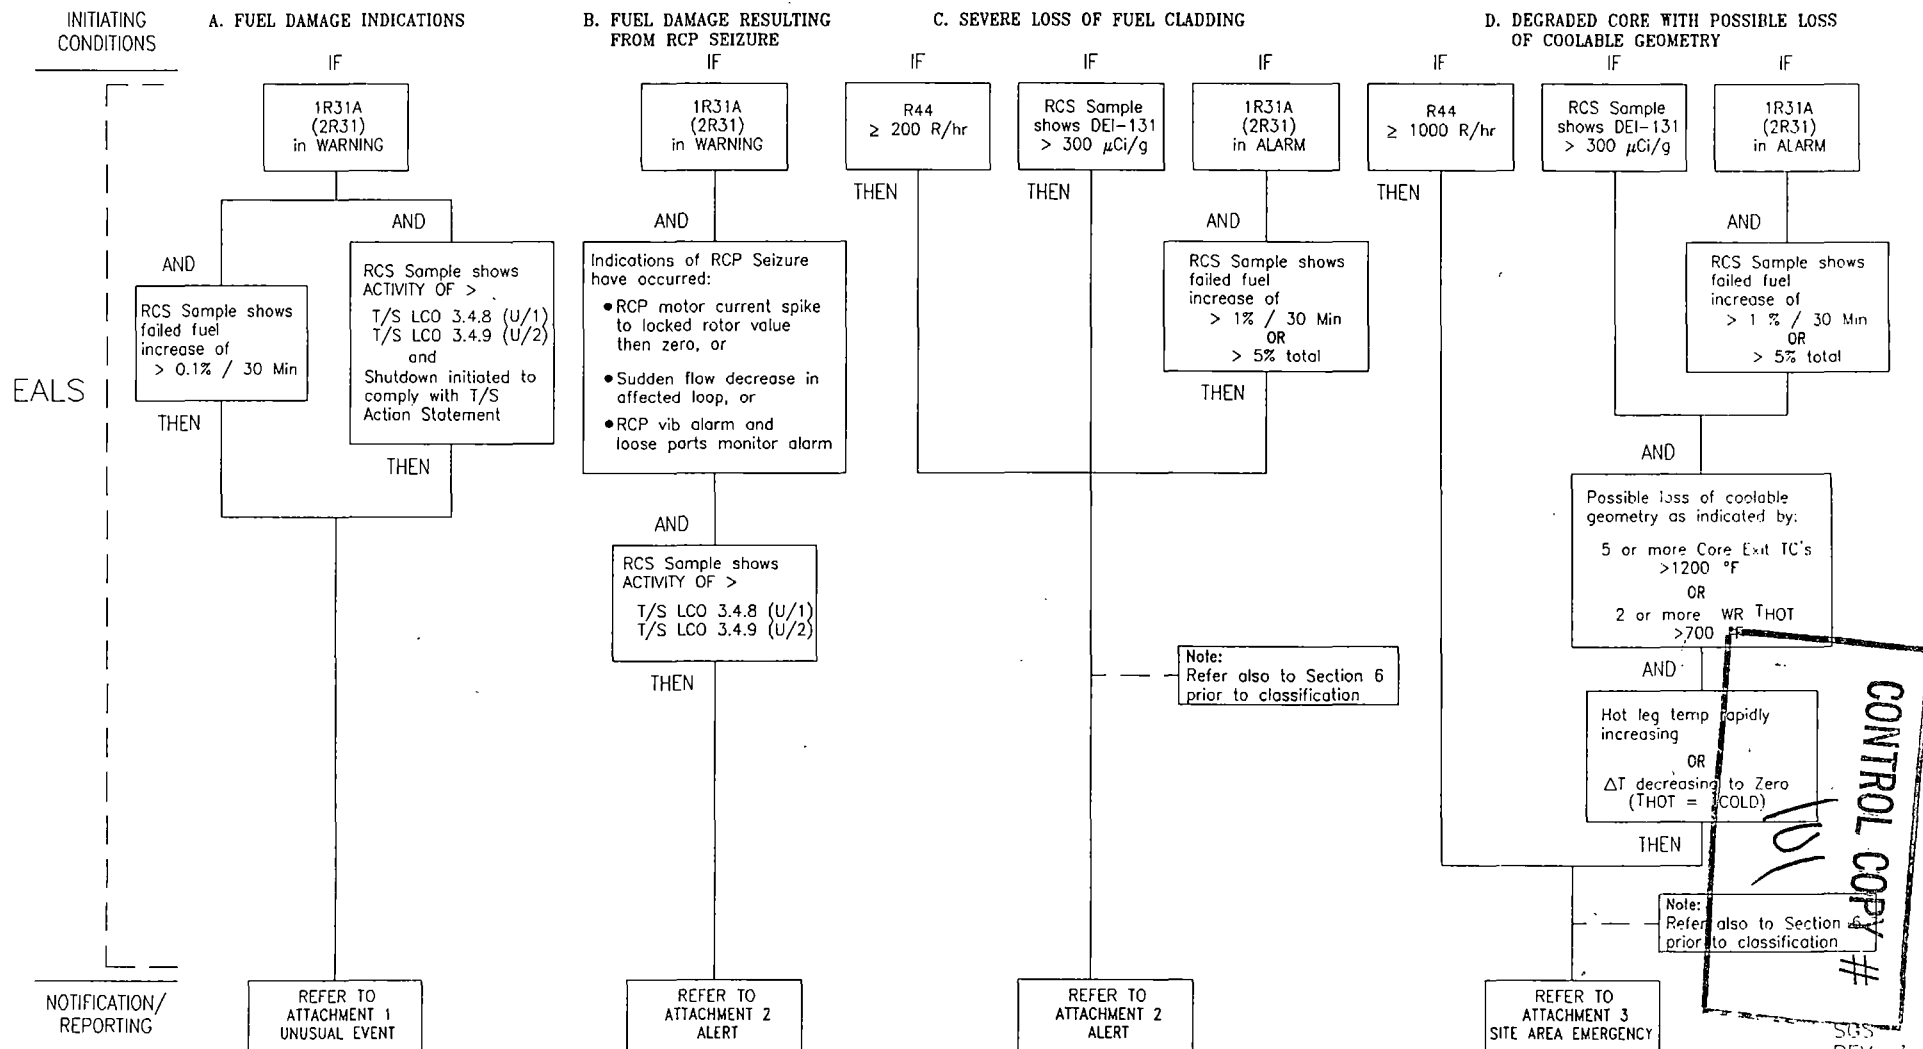 INITIATING
CONDITIONS
A. FUEL DAMAGE INDICATIONS
IF
1R31A
(2R31)
in WARNING
AND
AND
RCS Sample shows
failed fuel
increase of
> 0.1% / 30 Min
THEN
RCS Sample shows
ACTIVITY OF >
T/S LCO 3.4.8 (U/1)
T/S LCO 3.4.9 (U/2)
and
Shutdown initiated to
comply with T/S
Action Statement
THEN
B. FUEL DAMAGE RESULTING
FROM RCP SEIZURE
IF
1R31A
(2R31)
in WARNING
AND
Indications of RCP Seizure
have occurred:
• RCP motor current spike
to locked rotor value
then zero, or
• Sudden flow decrease in
affected loop, or
• RCP vib alarm and
loose parts monitor alarm
AND
RCS Sample shows
ACTIVITY OF >
T/S LCO 3.4.8 (U/1)
T/S LCO 3.4.9 (U/2)
THEN
C. SEVERE LOSS OF FUEL CLADDING
IF
R44
≥ 200 R/hr
THEN
IF
RCS Sample
shows DEI-131
> 300 µCi/g
THEN
IF
1R31A
(2R31)
in ALARM
AND
RCS Sample shows
failed fuel
increase of
> 1% / 30 Min
OR
> 5% total
THEN
Note:
Refer also to Section 6
prior to classification
D. DEGRADED CORE WITH POSSIBLE LOSS
OF COOLABLE GEOMETRY
IF
R44
≥ 1000 R/hr
THEN
IF
RCS Sample
shows DEI-131
> 300 µCi/g
IF
1R31A
(2R31)
in ALARM
AND
RCS Sample shows
failed fuel
increase of
> 1 % / 30 Min
OR
> 5% total
AND
Possible loss of coolable
geometry as indicated by:
5 or more Core Exit TC's
>1200 °F
OR
2 or more WR THOT
>700 °F
AND
Hot leg temp rapidly
increasing
OR
ΔT decreasing to Zero
(THOT = COLD)
THEN
Note:
Refer also to Section 6
prior to classification
CONTROL COPY #
EALS
NOTIFICATION/
REPORTING
REFER TO
ATTACHMENT 1
UNUSUAL EVENT
REFER TO
ATTACHMENT 2
ALERT
REFER TO
ATTACHMENT 2
ALERT
REFER TO
ATTACHMENT 3
SITE AREA EMERGENCY
SGS